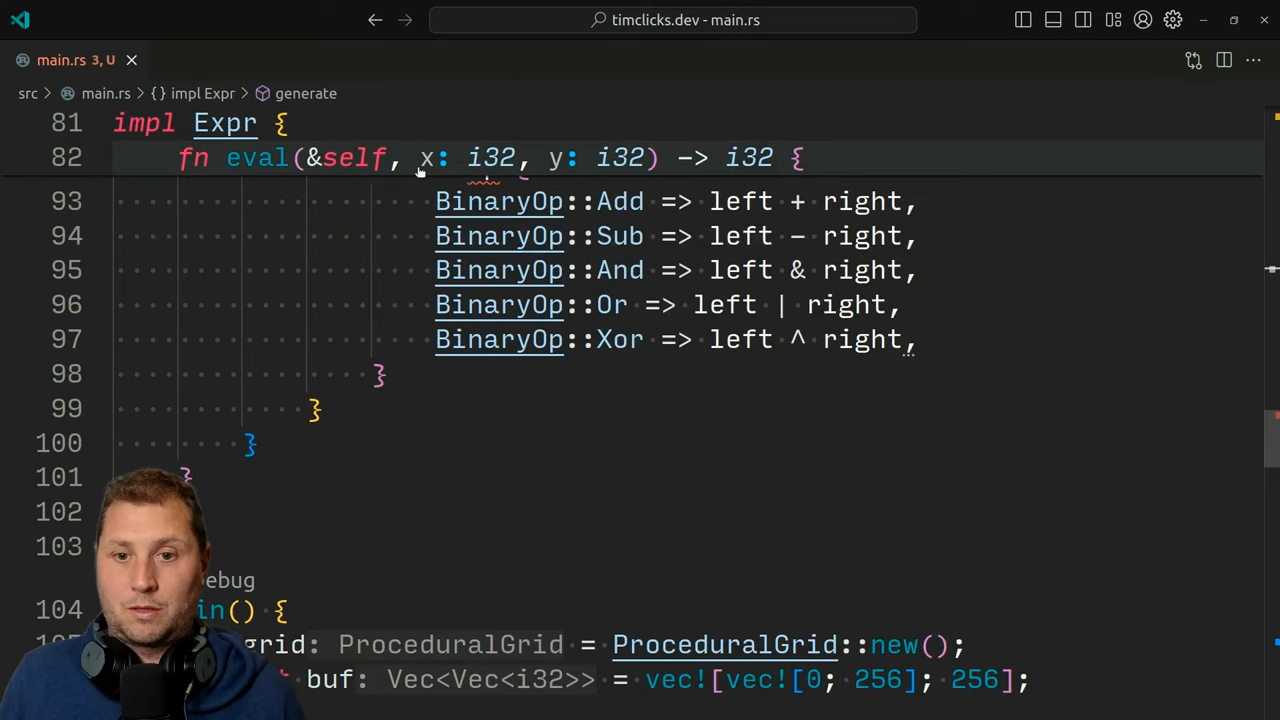 timclicks.dev - main.rs
main.rs 3, U
src > main.rs > impl Expr > generate
81 impl Expr {
82 fn eval(&self, x: i32, y: i32) -> i32 {
93 BinaryOp::Add => left + right,
94 BinaryOp::Sub => left - right,
95 BinaryOp::And => left & right,
96 BinaryOp::Or => left | right,
97 BinaryOp::Xor => left ^ right,
98 }
99 }
100 }
101 }
102
103
104 in() {
grid: ProceduralGrid = ProceduralGrid::new();
buf: Vec<Vec<i32>> = vec![vec![0; 256]; 256];